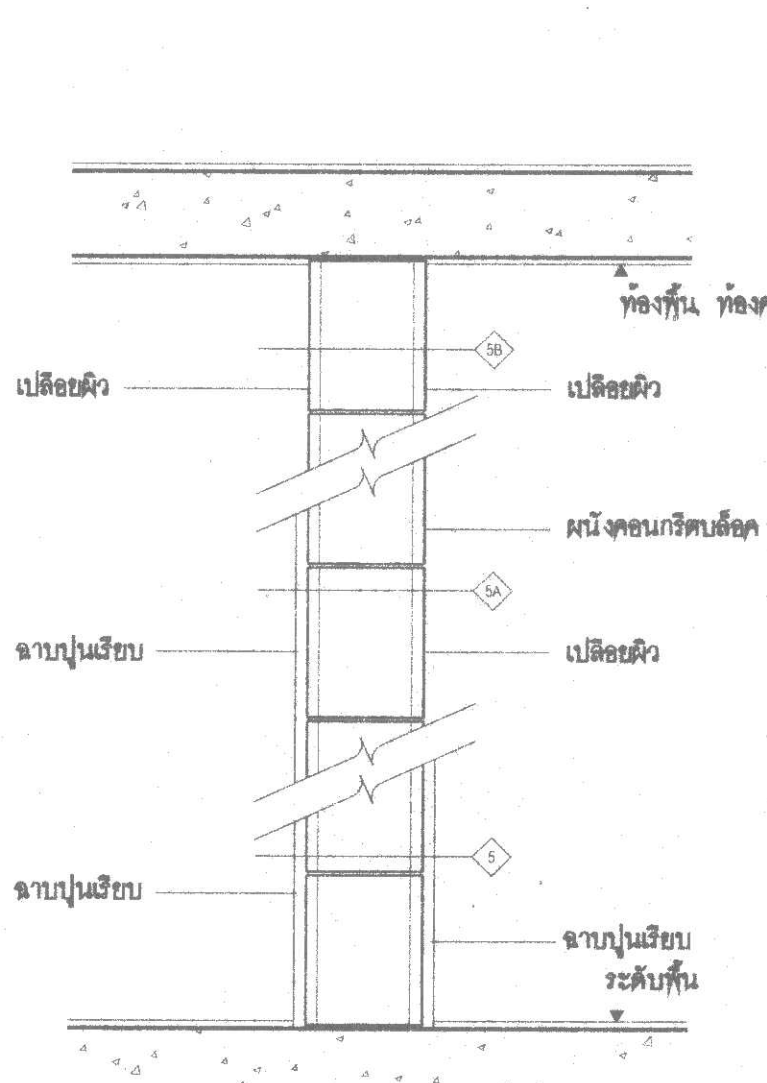 ท้องพื้น, ท้อง
5B
เปลือยผิว
เปลือยผิว
ผนังคอนกรีตบล็อค
5A
ฉาบปูนเรียบ
เปลือยผิว
5
ฉาบปูนเรียบ
ฉาบปูนเรียบ
ระดับพื้น